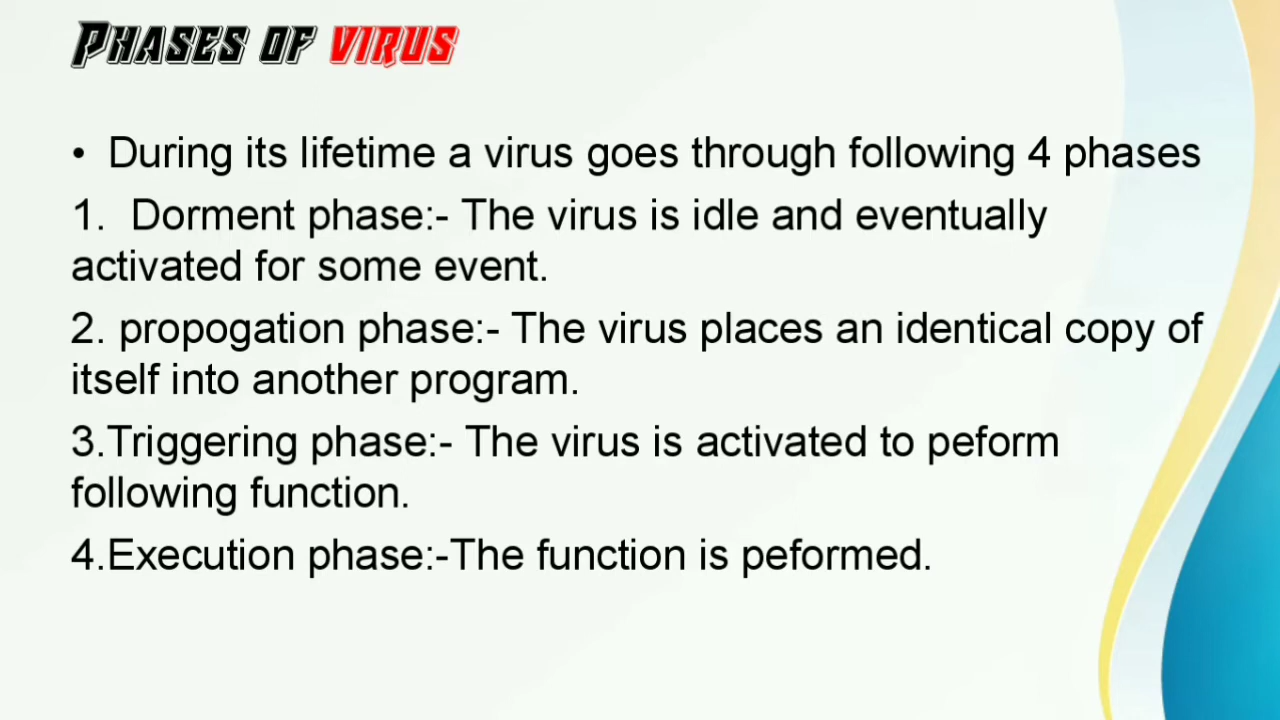 PHASES OF VIRUS
• During its lifetime a virus goes through following 4 phases
1. Dorment phase:- The virus is idle and eventually
activated for some event.
2. propogation phase:- The virus places an identical copy of
itself into another program.
3.Triggering phase:- The virus is activated to peform
following function.
4.Execution phase:-The function is peformed.